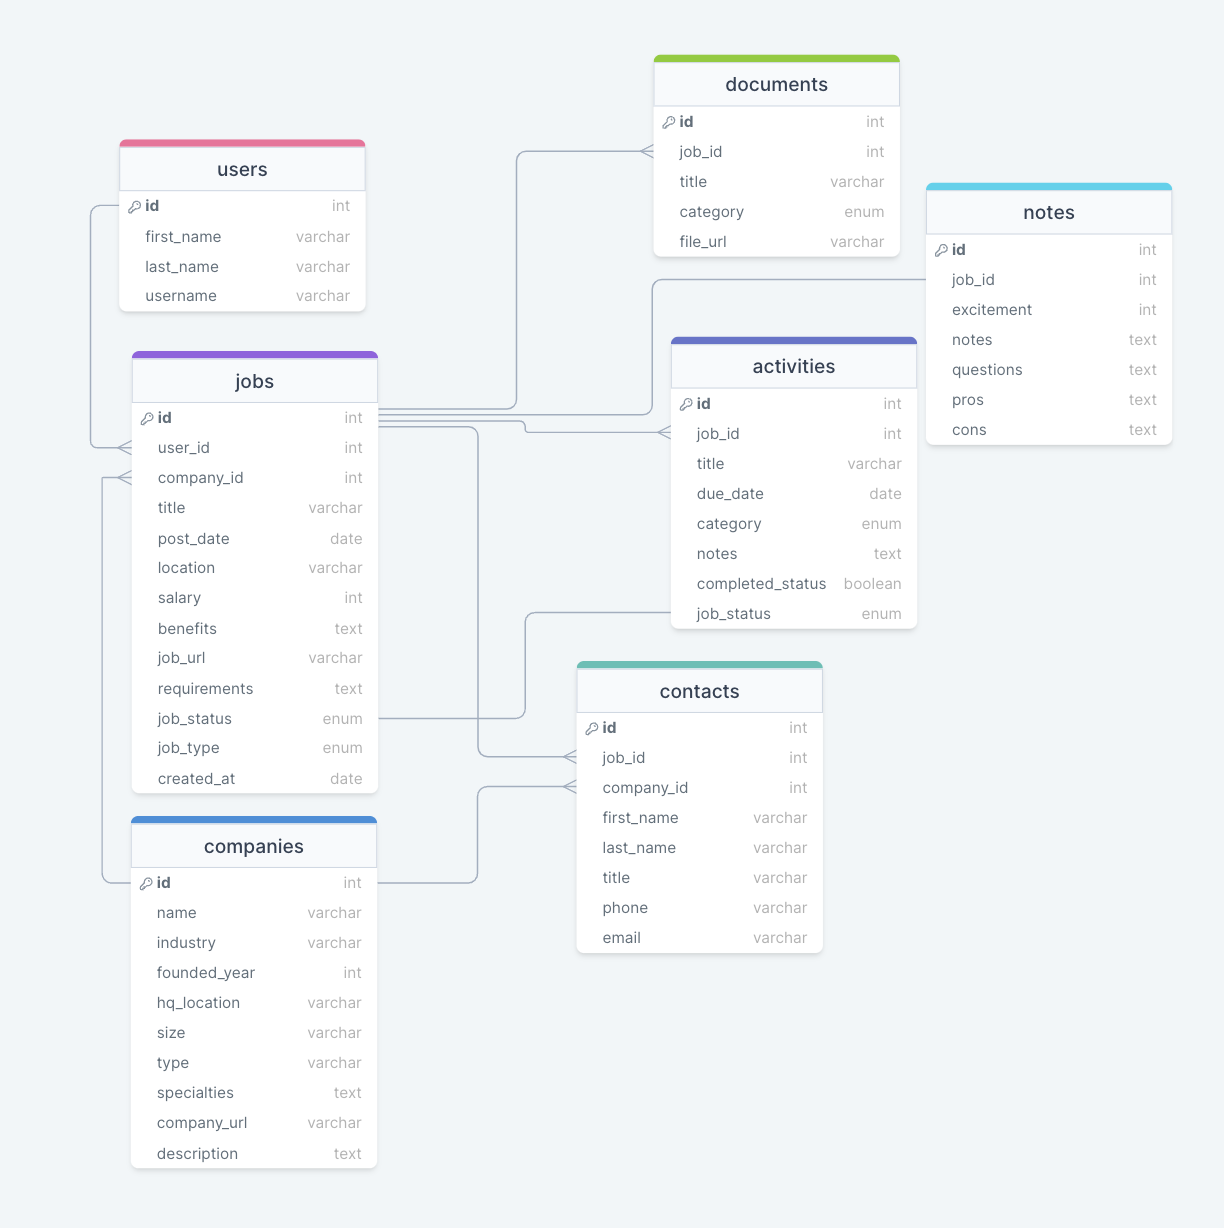 users
id int
first_name varchar
last_name varchar
username varchar
jobs
id int
user_id int
company_id int
title varchar
post_date date
location varchar
salary int
benefits text
job_url varchar
requirements text
job_status enum
job_type enum
created_at date
companies
id int
name varchar
industry varchar
founded_year int
hq_location varchar
size varchar
type varchar
specialties text
company_url varchar
description text
documents
id int
job_id int
title varchar
category enum
file_url varchar
notes
id int
job_id int
excitement int
notes text
questions text
pros text
cons text
activities
id int
job_id int
title varchar
due_date date
category enum
notes text
completed_status boolean
job_status enum
contacts
id int
job_id int
company_id int
first_name varchar
last_name varchar
title varchar
phone varchar
email varchar